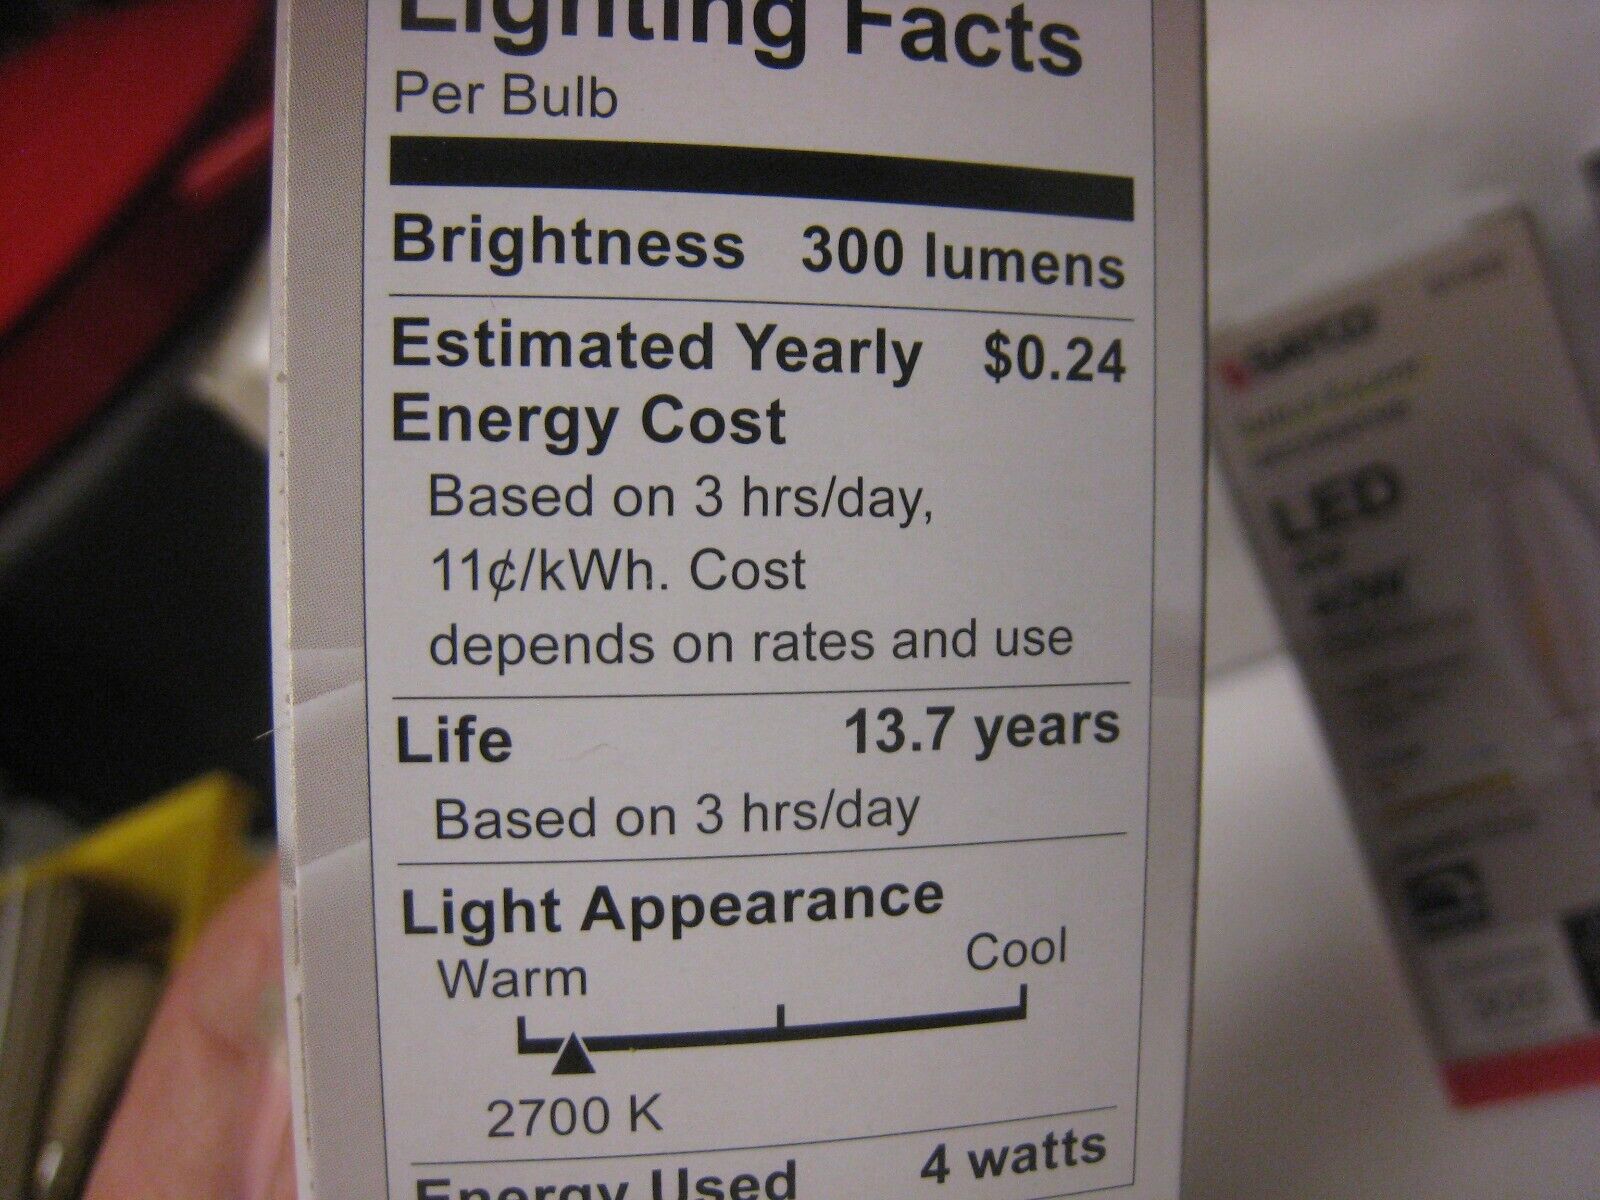 Lighting Facts
Per Bulb
Brightness 300 lumens
Estimated Yearly $0.24
Energy Cost
Based on 3 hrs/day,
11¢/kWh. Cost
depends on rates and use
Life 13.7 years
Based on 3 hrs/day
Light Appearance
Warm Cool
2700 K
Energy Used 4 watts
SATCO
LED